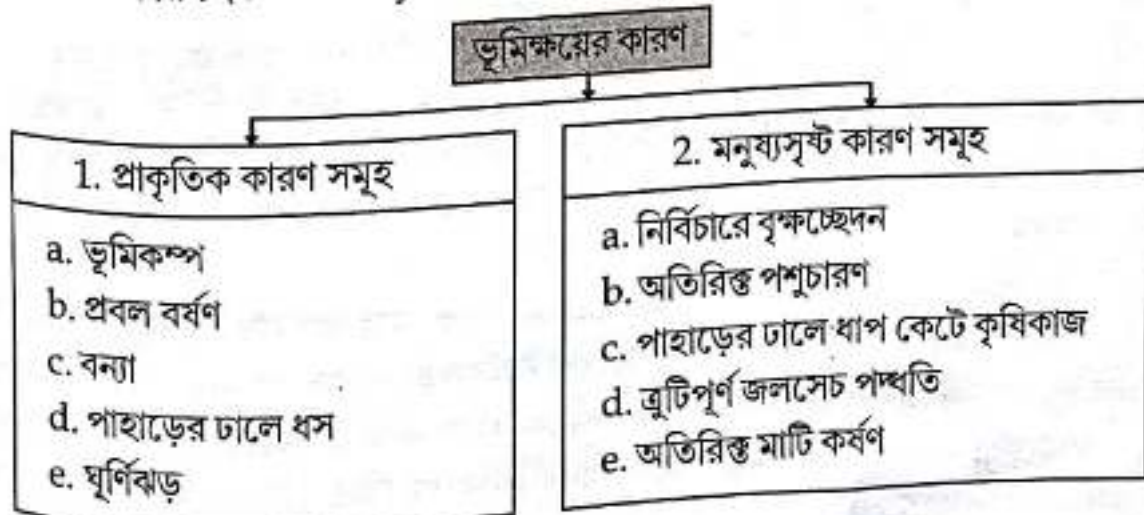 ভূমিক্ষয়ের কারণ
1. প্রাকৃতিক কারণ সমূহ
a. ভূমিকম্প
b. প্রবল বর্ষণ
c. বন্যা
d. পাহাড়ের ঢালে ধস
e. ঘূর্ণিঝড়
2. মনুষ্যসৃষ্ট কারণ সমূহ
a. নির্বিচারে বৃক্ষচ্ছেদন
b. অতিরিক্ত পশুচারণ
c. পাহাড়ের ঢালে ধাপ কেটে কৃষিকাজ
d. ত্রুটিপূর্ণ জলসেচ পদ্ধতি
e. অতিরিক্ত মাটি কর্ষণ